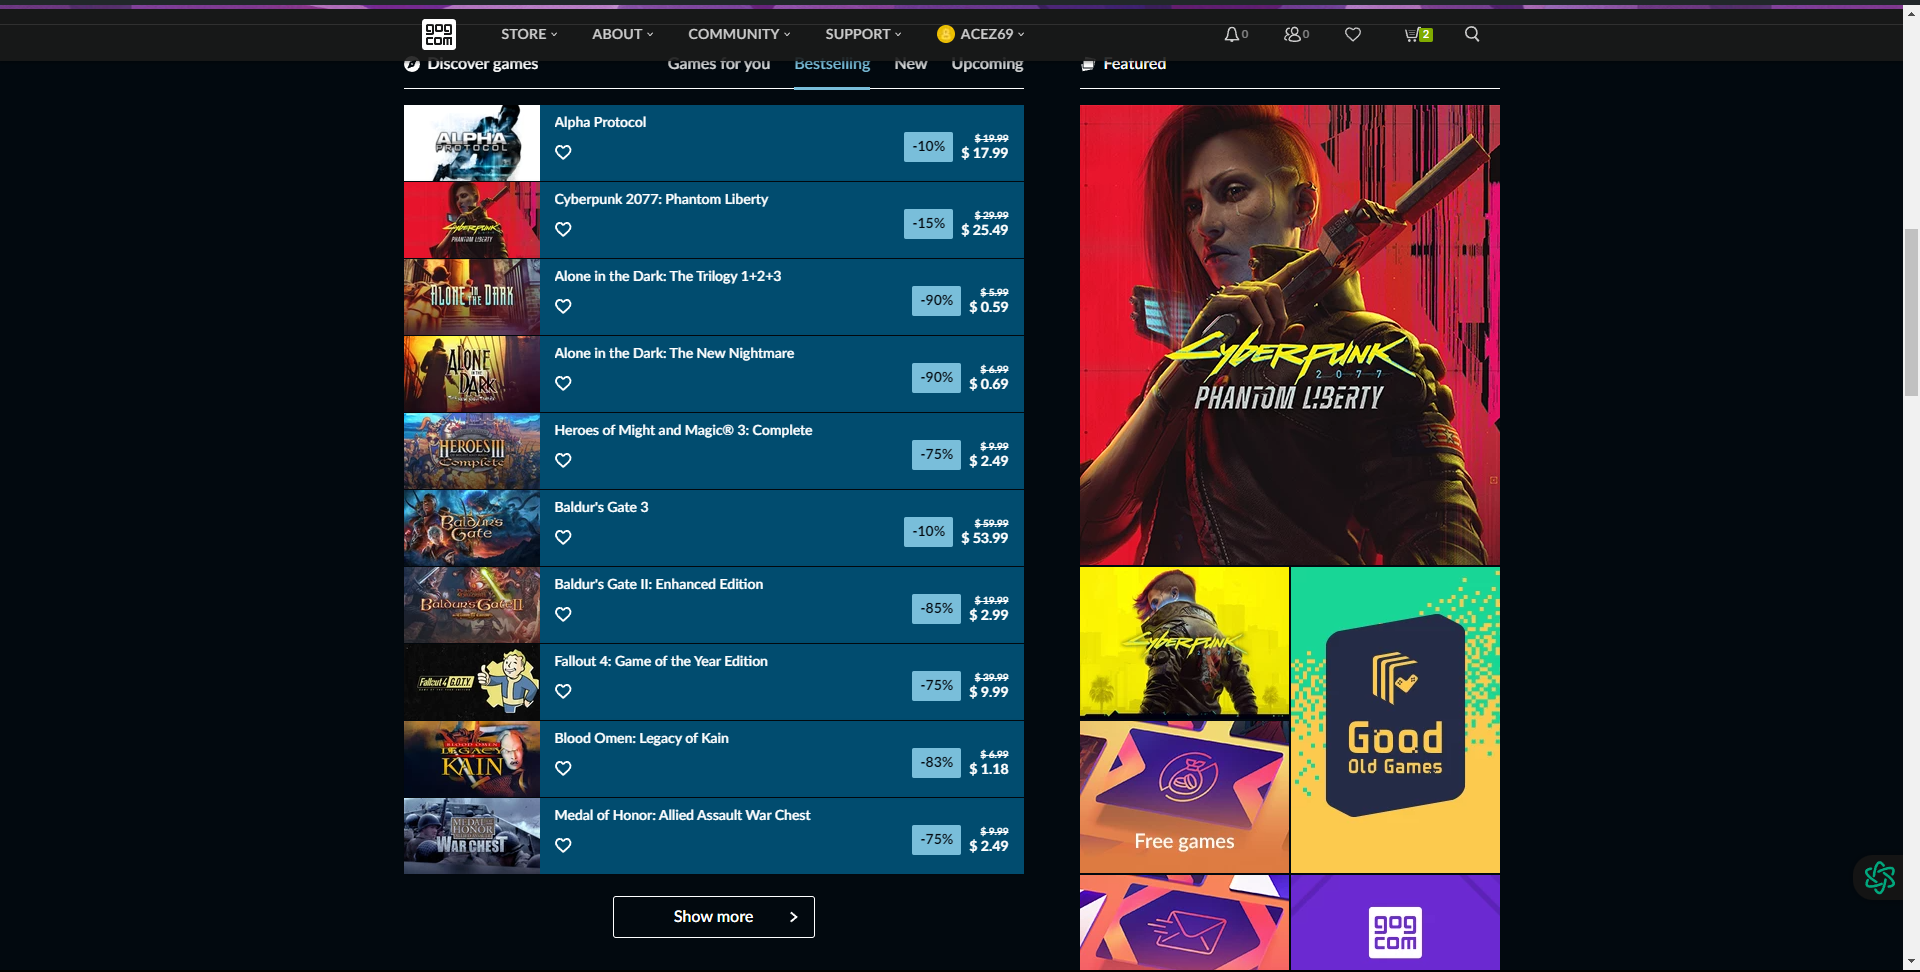 gog
com
STORE
ABOUT
COMMUNITY
SUPPORT
ACEZ69
0
0
2
Discover games
Games for you
Bestselling
New
Upcoming
Featured
ALPHA
PROTOCOL
Alpha Protocol
-10%
$ 19.99
$ 17.99
CYBERPUNK
PHANTOM LIBERTY
Cyberpunk 2077: Phantom Liberty
-15%
$ 29.99
$ 25.49
ALONE IN THE DARK
Alone in the Dark: The Trilogy 1+2+3
-90%
$ 5.99
$ 0.59
ALONE
IN THE
DARK
Alone in the Dark: The New Nightmare
-90%
$ 6.99
$ 0.69
HEROES III
Complete
Heroes of Might and Magic® 3: Complete
-75%
$ 9.99
$ 2.49
Baldur's
Gate
Baldur's Gate 3
-10%
$ 59.99
$ 53.99
Baldur's Gate II
Baldur's Gate II: Enhanced Edition
-85%
$ 19.99
$ 2.99
Fallout 4 G.O.T.Y.
Fallout 4: Game of the Year Edition
-75%
$ 39.99
$ 9.99
BLOOD OMEN
LEGACY
OF
KAIN
Blood Omen: Legacy of Kain
-83%
$ 6.99
$ 1.18
MEDAL OF
HONOR
WAR CHEST
Medal of Honor: Allied Assault War Chest
-75%
$ 9.99
$ 2.49
Show more
CYBERPUNK
2077
PHANTOM LIBERTY
CYBERPUNK
Good
Old Games
Free games
gog
com